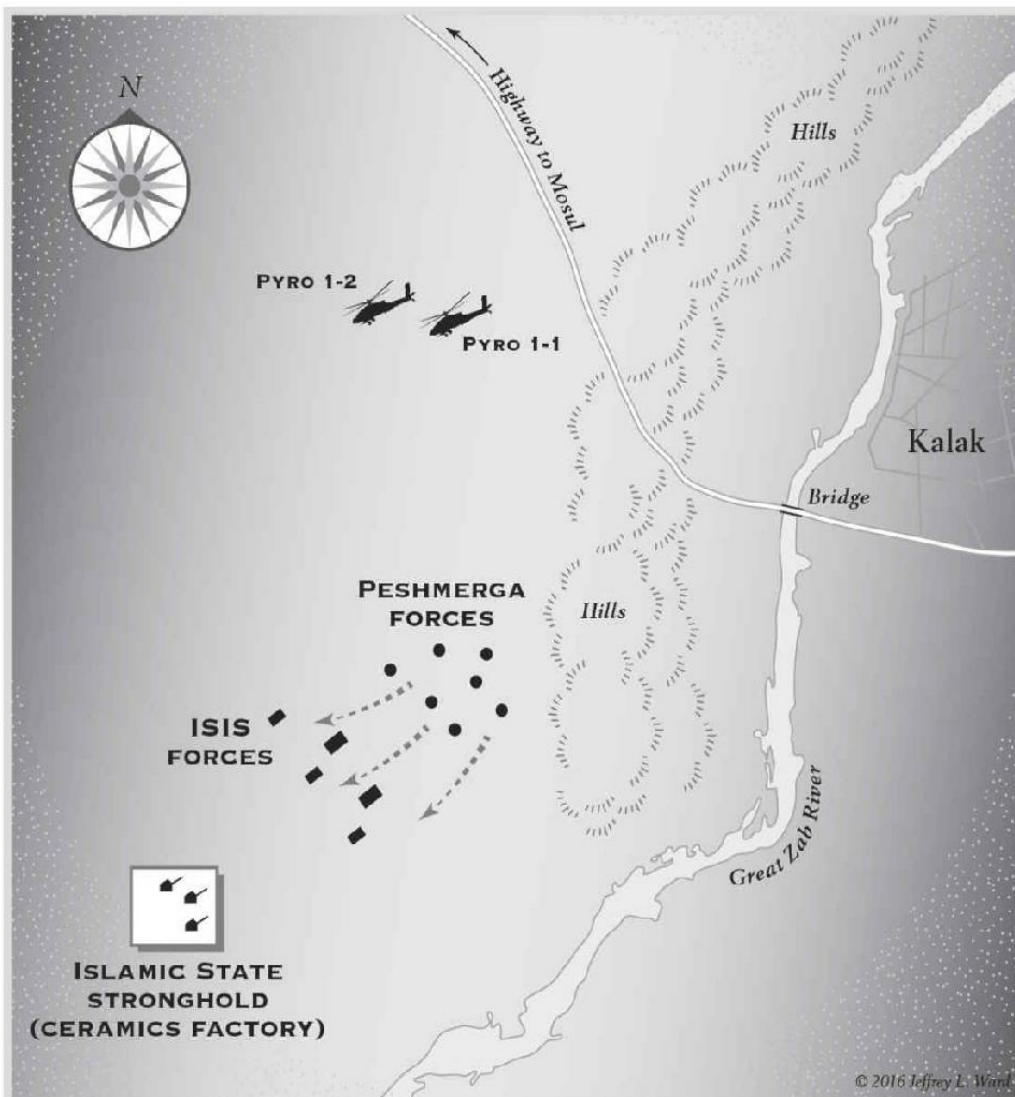 N
Highway to Mosul
Hills
PYRO 1-2
PYRO 1-1
Kalak
Bridge
PESHMERGA
FORCES
Hills
ISIS
FORCES
Great Zab River
ISLAMIC STATE
STRONGHOLD
(CERAMICS FACTORY)
© 2016 Jeffrey L. Ward